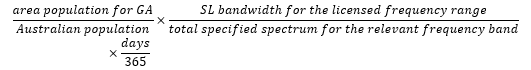 area population for GA
Australian population
×
SL bandwidth for the licensed frequency range
total specified spectrum for the relevant frequency band
×
days
365